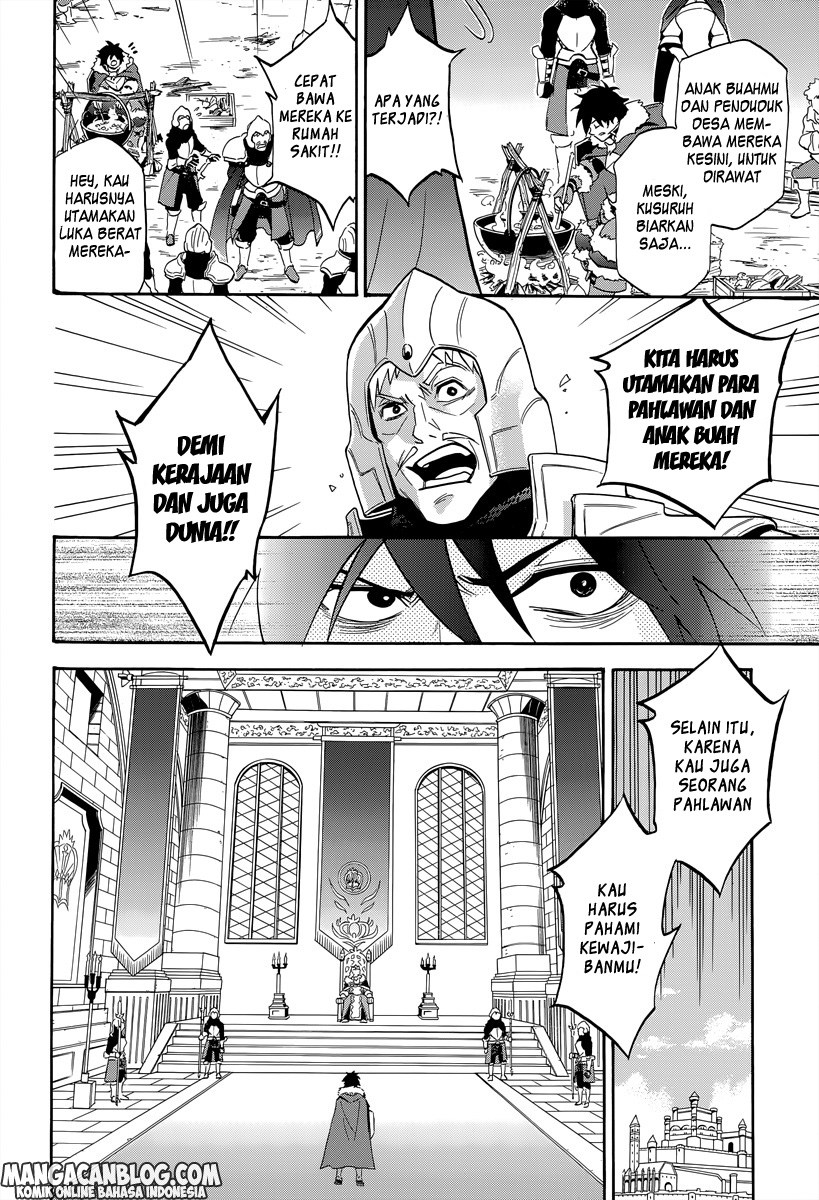 ANAK BUAHMU
DAN PENDUDUK
DESA MEM-
BAWA MEREKA
KESINI, UNTUK
DIRAWAT
MESKI,
KUSURUH
BIARKAN
SAJA...
APA YANG
TERJADI?!
CEPAT
BAWA
MEREKA KE
RUMAH
SAKIT!!
HEY, KAU
HARUSNYA
UTAMAKAN
LUKA BERAT
MEREKA-
KITA HARUS
UTAMAKAN PARA
PAHLAWAN DAN
ANAK BUAH
MEREKA!
DEMI
KERAJAAN
DAN JUGA
DUNIA!!
SELAIN ITU,
KARENA
KAU JUGA
SEORANG
PAHLAWAN
KAU
HARUS
PAHAMI
KEWAJI-
BANMU!
MANGACANBLOG.COM
KOMIK ONLINE BAHASA INDONESIA